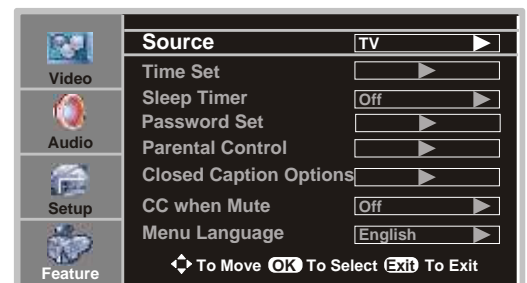 Video
Audio
Setup
Feature
Source TV
Time Set
Sleep Timer Off
Password Set
Parental Control
Closed Caption Options
CC when Mute Off
Menu Language English
To Move OK To Select Exit To Exit